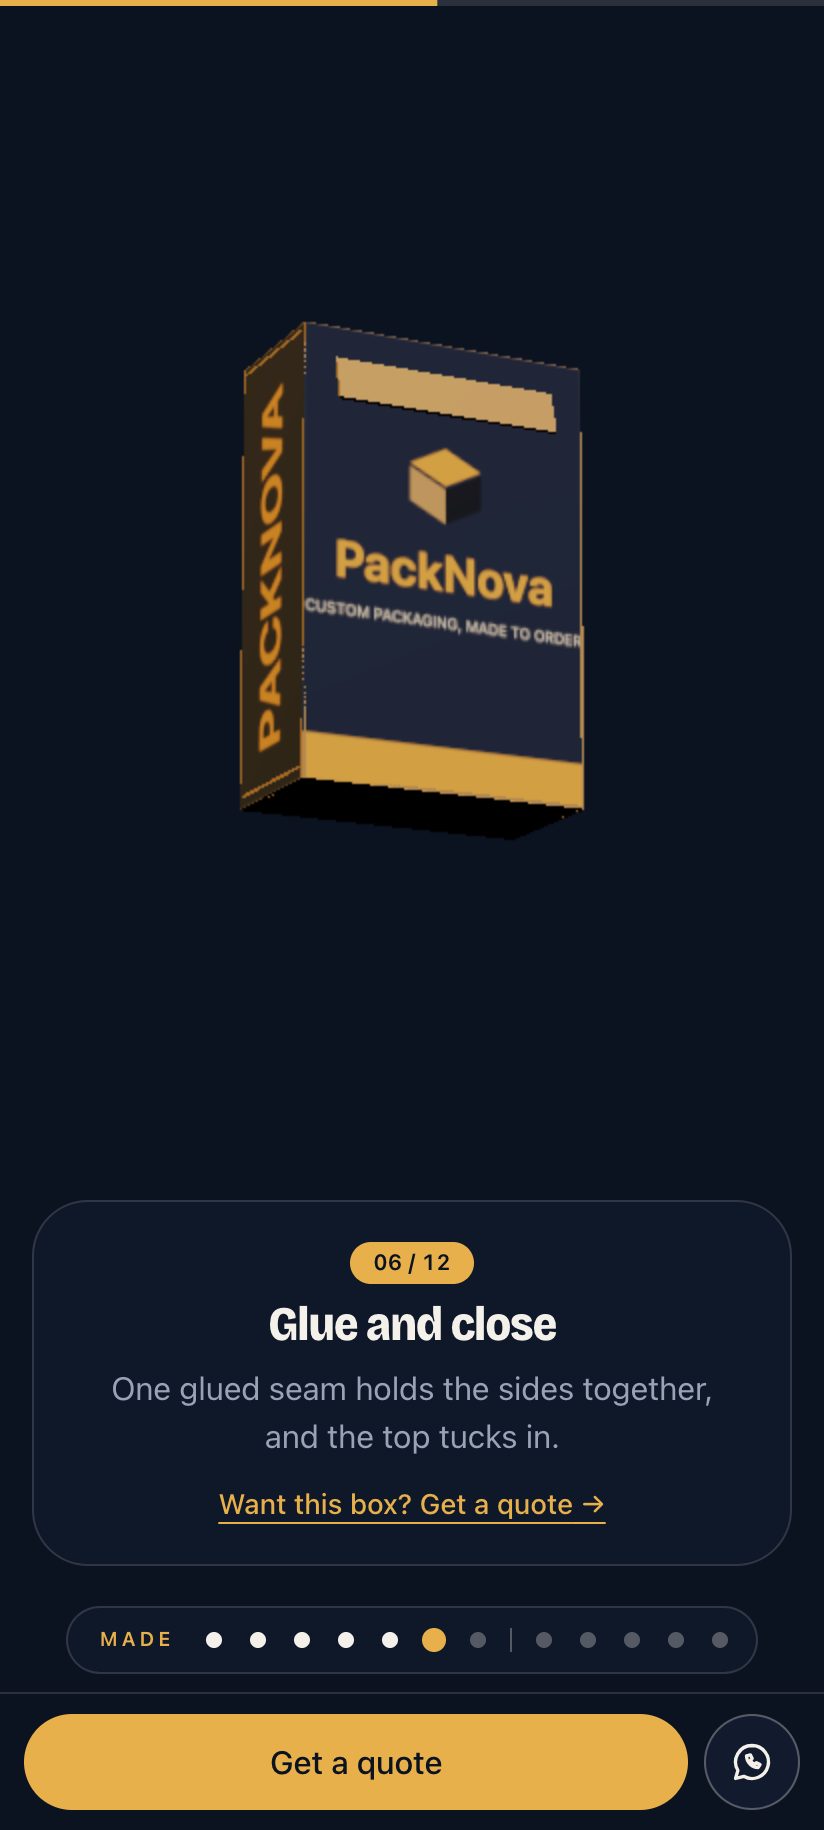 PACKNOVA
PackNova
CUSTOM PACKAGING, MADE TO ORDER
06 / 12
Glue and close
One glued seam holds the sides together,
and the top tucks in.
Want this box? Get a quote →
MADE
Get a quote